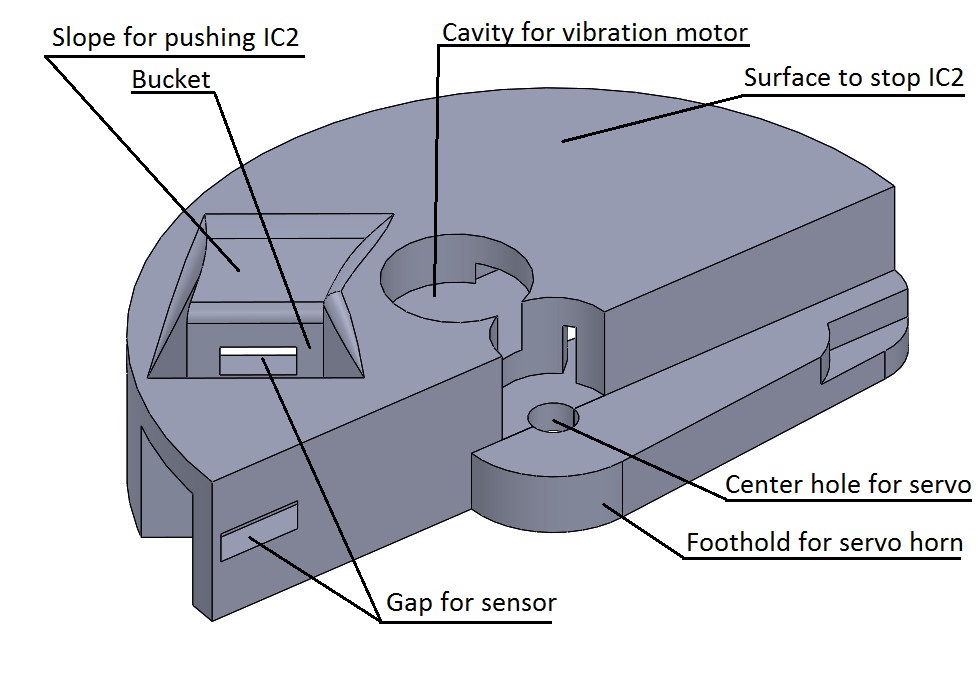 Slope for pushing IC2
Cavity for vibration motor
Bucket
Surface to stop IC2
Center hole for servo
Foothold for servo horn
Gap for sensor